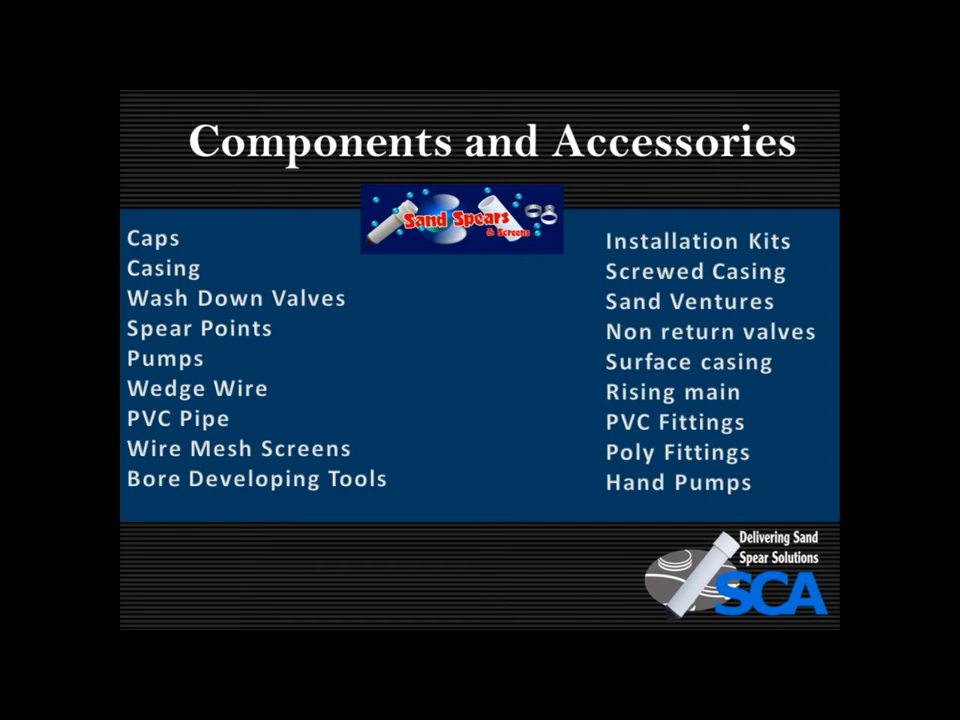 Components and Accessories
Sand Spears
& Screens
Caps
Casing
Wash Down Valves
Spear Points
Pumps
Wedge Wire
PVC Pipe
Wire Mesh Screens
Bore Developing Tools
Installation Kits
Screwed Casing
Sand Ventures
Non return valves
Surface casing
Rising main
PVC Fittings
Poly Fittings
Hand Pumps
Delivering Sand
Spear Solutions
SCA